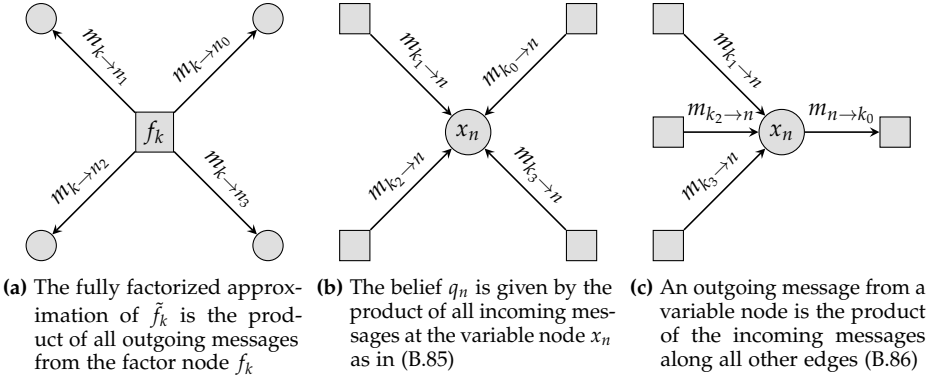 m_{k→n_1}
m_{k→n_0}
f_k
m_{k→n_2}
m_{k→n_3}
(a) The fully factorized approx-
imation of f̃_k is the prod-
uct of all outgoing messages
from the factor node f_k
m_{k_1→n}
m_{k_0→n}
x_n
m_{k_2→n}
m_{k_3→n}
(b) The belief q_n is given by the
product of all incoming mes-
sages at the variable node x_n
as in (B.85)
m_{k_1→n}
m_{k_2→n}
x_n
m_{n→k_0}
m_{k_3→n}
(c) An outgoing message from a
variable node is the product
of the incoming messages
along all other edges (B.86)